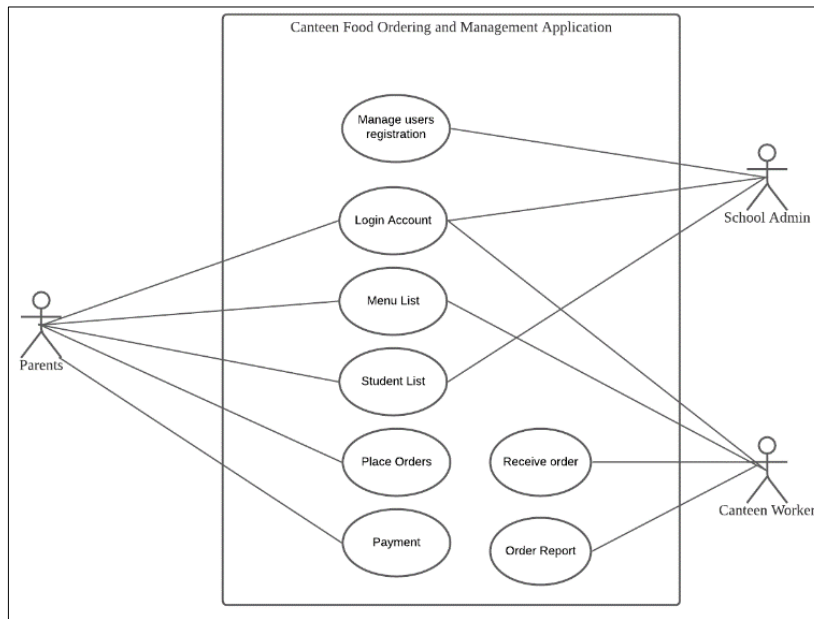 Canteen Food Ordering and Management Application
Manage users
registration
School Admin
Login Account
Menu List
Parents
Student List
Place Orders
Receive order
Canteen Worker
Payment
Order Report